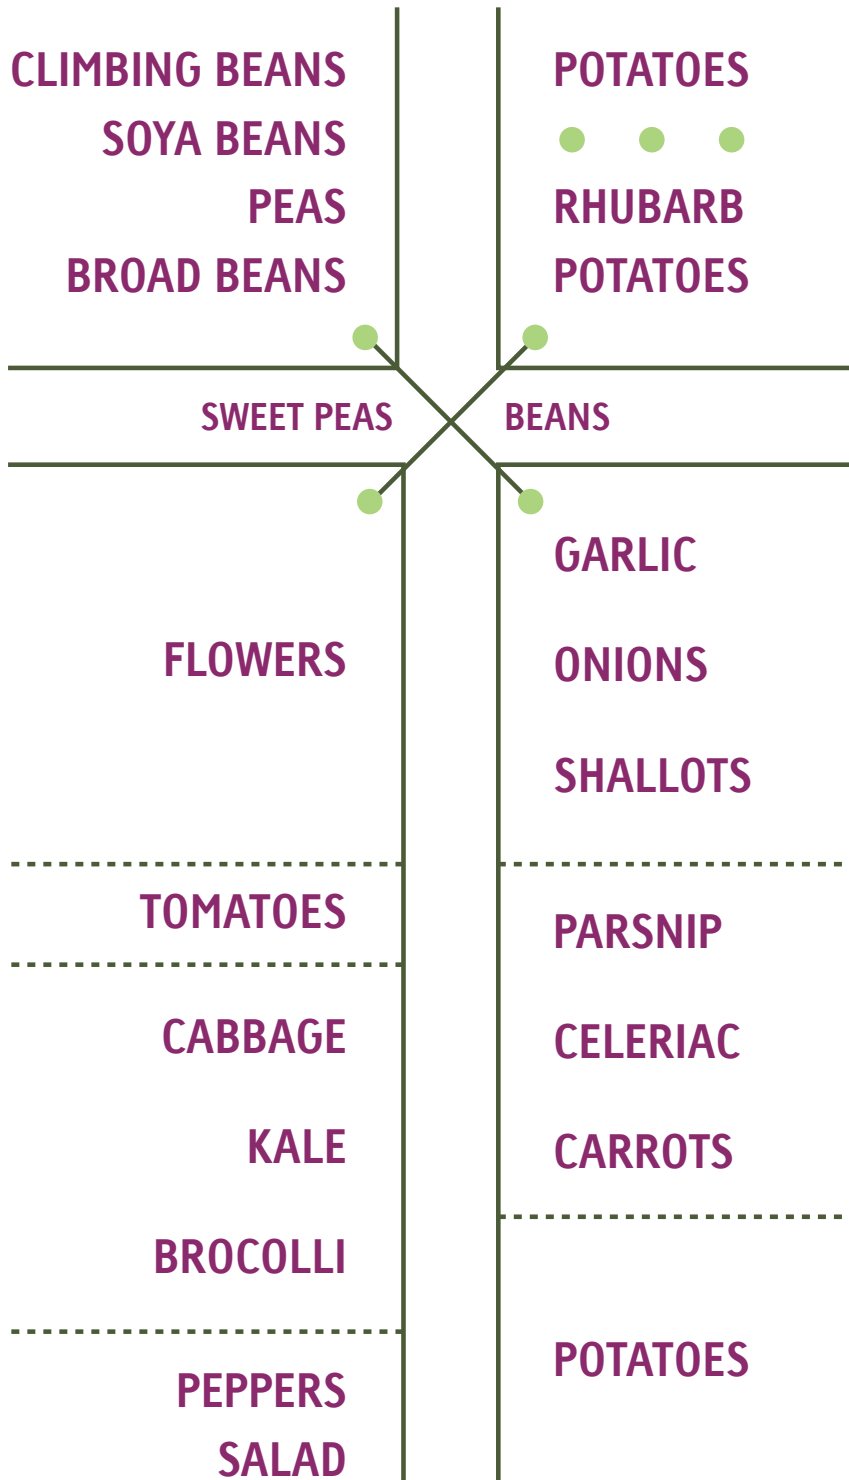 CLIMBING BEANS
SOYA BEANS
PEAS
BROAD BEANS
POTATOES
RHUBARB
POTATOES
SWEET PEAS
BEANS
FLOWERS
TOMATOES
CABBAGE
KALE
BROCOLLI
PEPPERS
SALAD
GARLIC
ONIONS
SHALLOTS
PARSNIP
CELERIAC
CARROTS
POTATOES